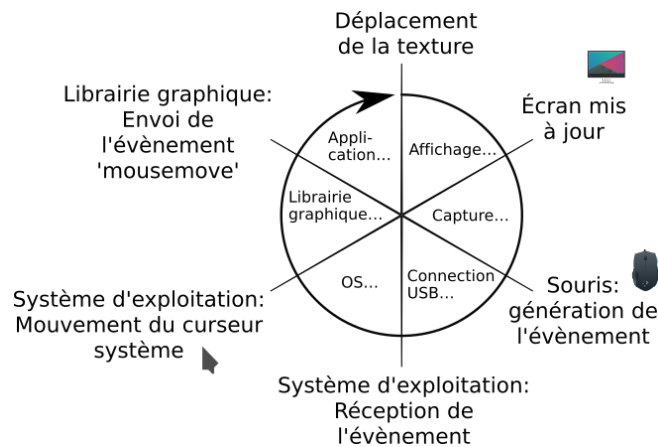 Déplacement
de la texture
Écran mis
à jour
Souris:
génération de
l'évènement
Système d'exploitation:
Réception de
l'évènement
Système d'exploitation:
Mouvement du curseur
système
Librairie graphique:
Envoi de
l'évènement
'mousemove'
Affichage...
Capture...
Connection
USB...
OS...
Librairie
graphique...
Appli-
cation...